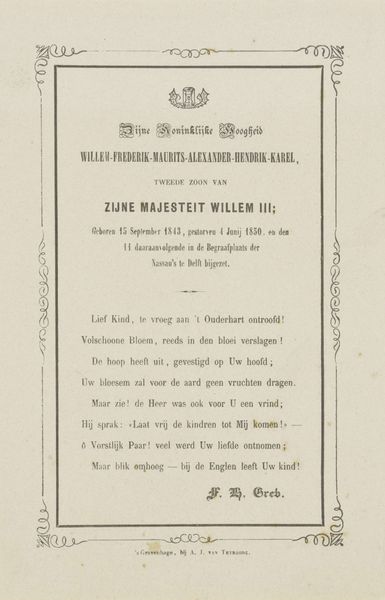 Zijne Koninklijke Hoogheid
WILLEM-FREDERIK-MAURITS-ALEXANDER-HENDRIK-KAREL,
TWEEDE ZOON VAN
ZIJNE MAJESTEIT WILLEM III;
Geboren 15 September 1843, gestorven 4 Junij 1850, en den
11 daaraanvolgende in de Begraafplaats der
Nassau's te Delft bijgezet.
Lief Kind, te vroeg aan 't Ouderhart ontroofd!
Volschoone Bloem, reeds in den bloei verslagen!
De hoop heeft uit, gevestigd op Uw hoofd;
Uw bloesem zal voor de aard geen vruchten dragen.
Maar zie! de Heer was ook voor U een vrind;
Hij sprak: «Laat vrij de kindren tot Mij komen!» —
ô Vorstlijk Paar! veel werd Uw liefde ontnomen;
Maar blik omhoog — bij de Englen leeft Uw kind!
F. H. Greb.
's Gravenhage, bij A. J. VAN